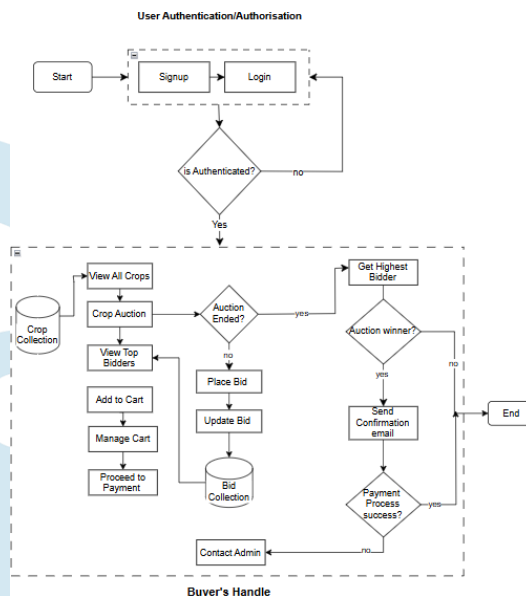 User Authentication/Authorisation
Start
Signup
Login
is Authenticated?
no
Yes
View All Crops
Get Highest
Bidder
Crop
Collection
Crop Auction
Auction
Ended?
yes
Auction winner?
View Top
Bidders
no
no
Place Bid
yes
Add to Cart
Update Bid
Send
Confirmation
email
End
Manage Cart
Proceed to
Payment
Bid
Collection
Payment
Process
success?
yes
Contact Admin
no
Buyer's Handle